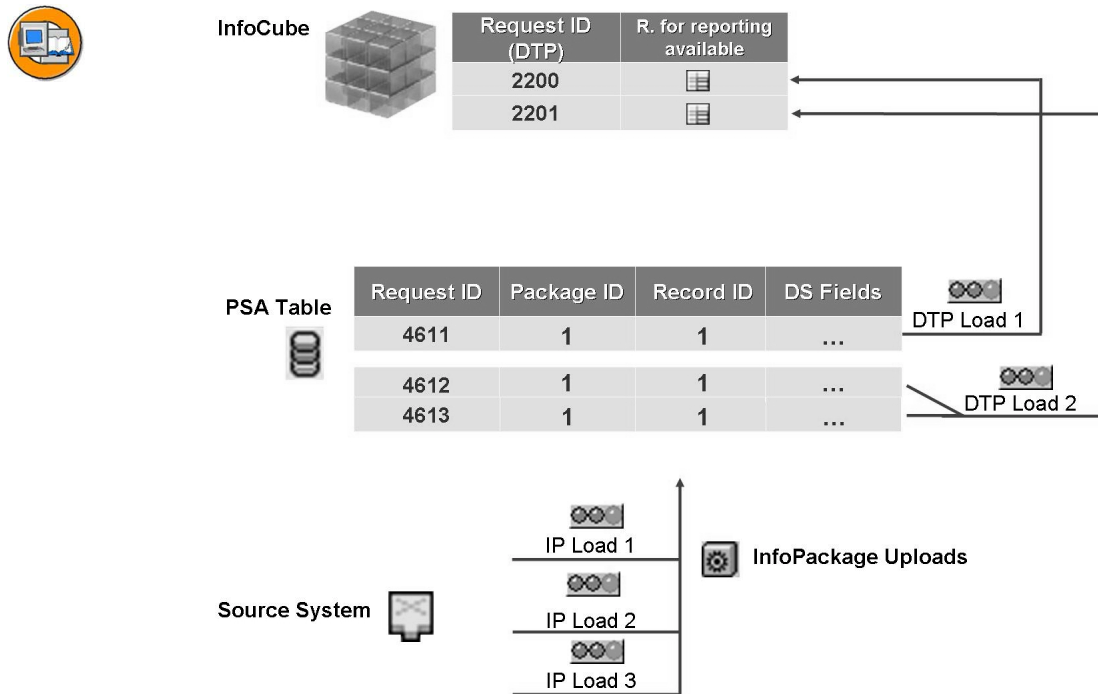 InfoCube
Request ID R. for reporting
(DTP) available
2200
2201
PSA Table
Request ID Package ID Record ID DS Fields
4611 1 1 ...
DTP Load 1
4612 1 1 ...
4613 1 1 ...
DTP Load 2
IP Load 1
InfoPackage Uploads
Source System
IP Load 2
IP Load 3